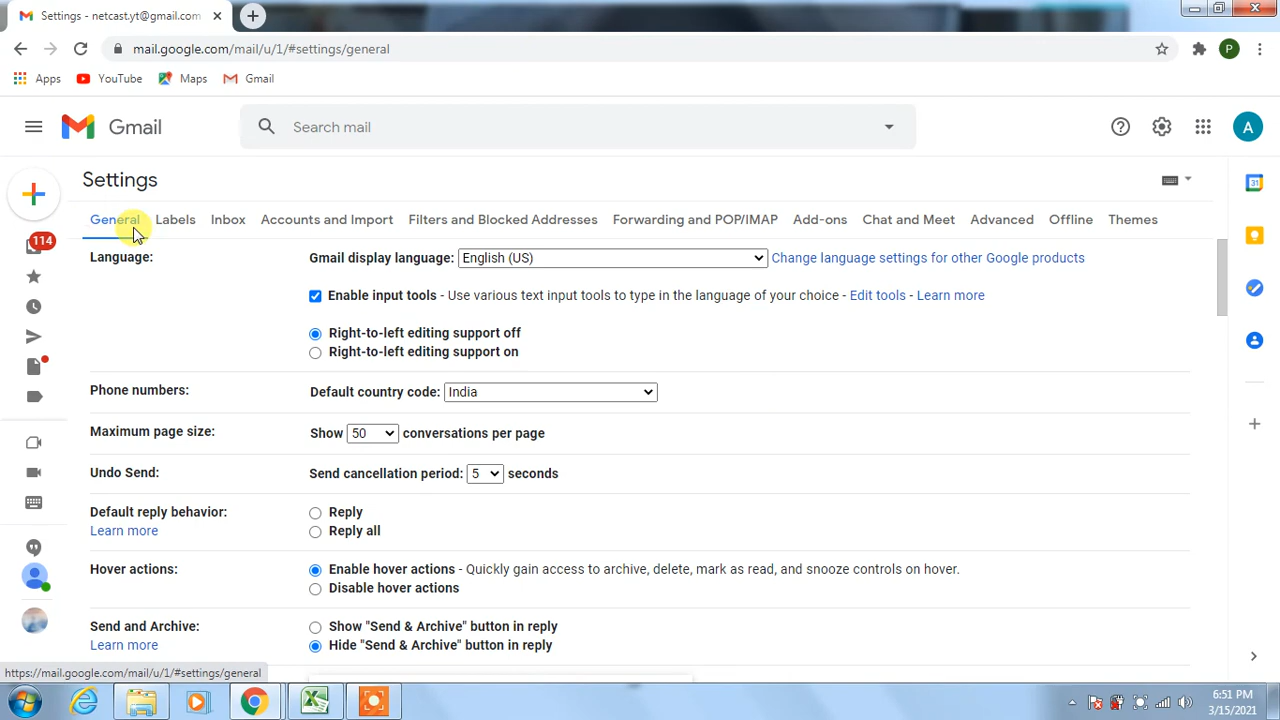 Settings - netcast.yt@gmail.com
mail.google.com/mail/u/1/#settings/general
P
Apps YouTube Maps Gmail
Gmail
Search mail
A
Settings
31
General Labels Inbox Accounts and Import Filters and Blocked Addresses Forwarding and POP/IMAP Add-ons Chat and Meet Advanced Offline Themes
114
Language:
Gmail display language: English (US) Change language settings for other Google products
Enable input tools - Use various text input tools to type in the language of your choice - Edit tools - Learn more
Right-to-left editing support off
Right-to-left editing support on
Phone numbers:
Default country code: India
Maximum page size:
Show 50 conversations per page
Undo Send:
Send cancellation period: 5 seconds
Default reply behavior:
Learn more
Reply
Reply all
Hover actions:
Enable hover actions - Quickly gain access to archive, delete, mark as read, and snooze controls on hover.
Disable hover actions
Send and Archive:
Learn more
Show "Send & Archive" button in reply
Hide "Send & Archive" button in reply
https://mail.google.com/mail/u/1/#settings/general
6:51 PM
3/15/2021